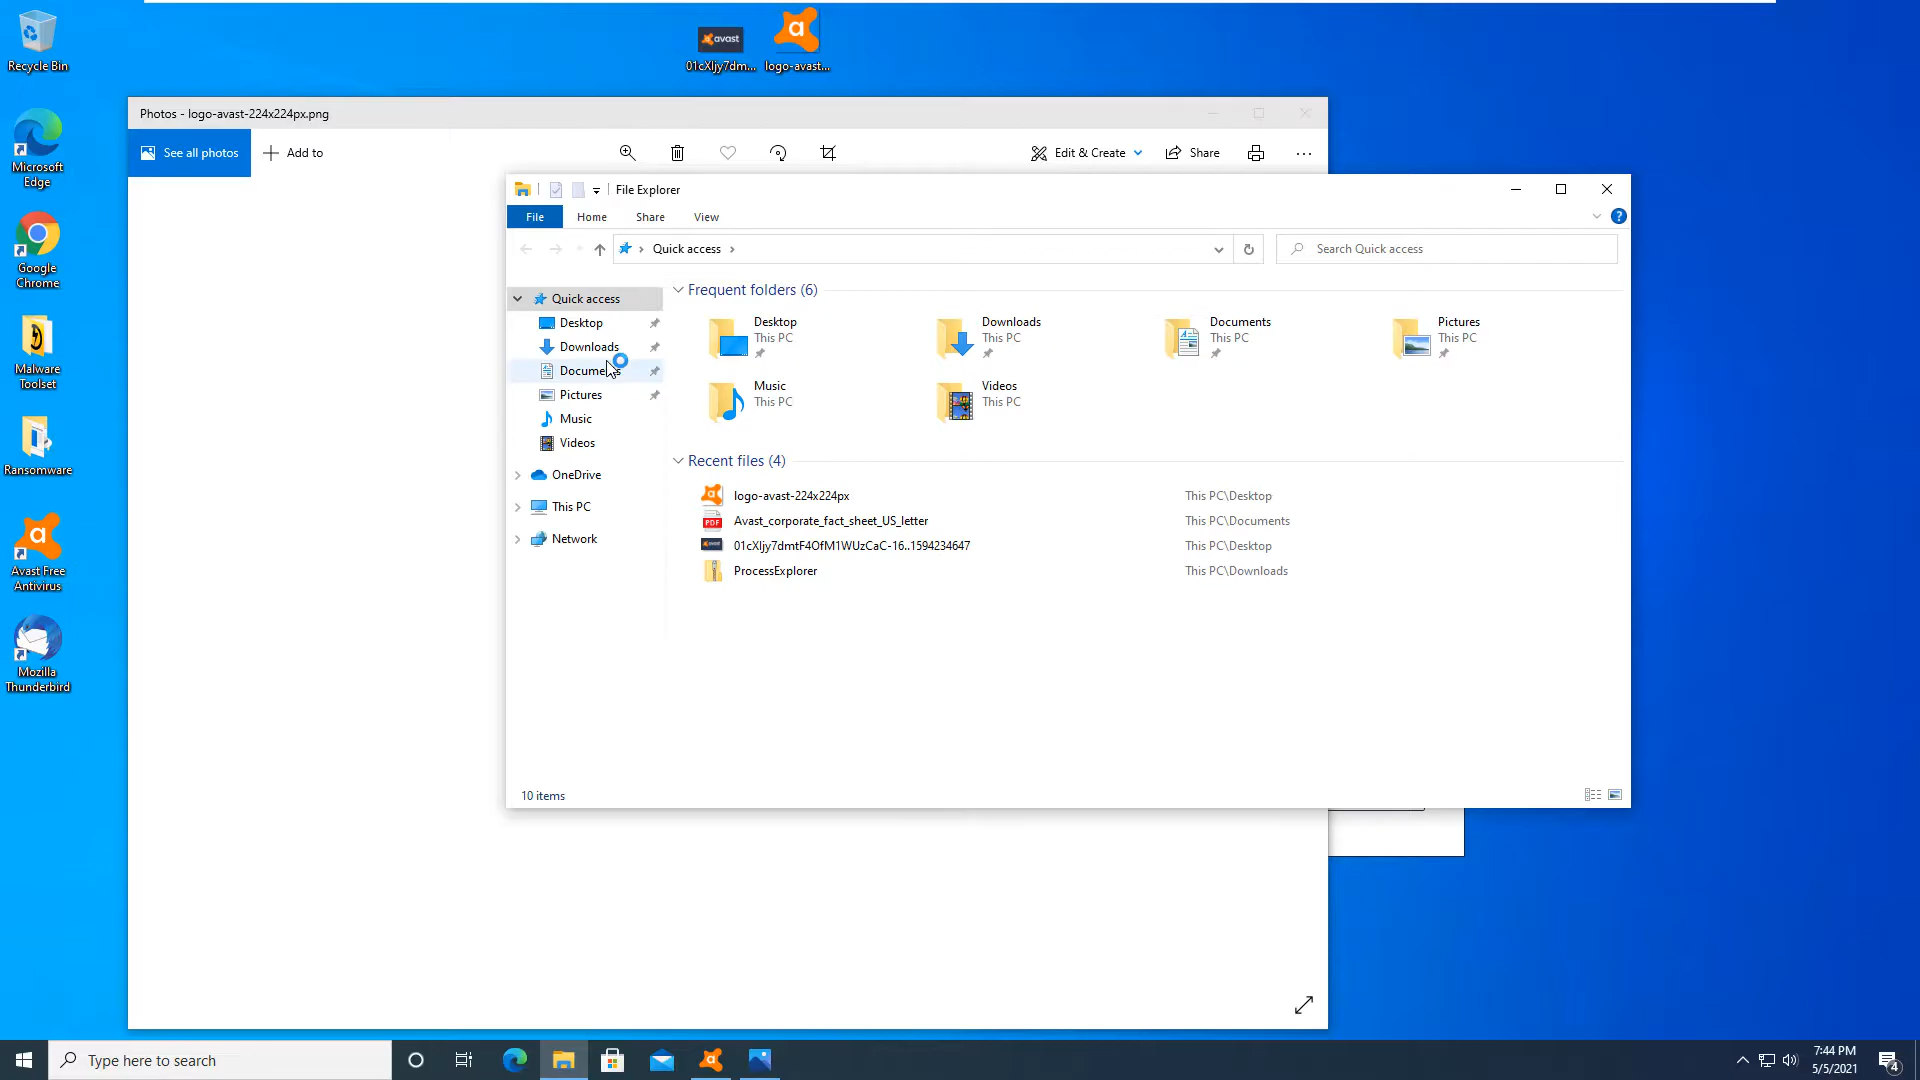 Recycle Bin
Microsoft
Edge
Google
Chrome
Malware
Toolset
Ransomware
Avast Free
Antivirus
Mozilla
Thunderbird
avast
01cXljy7dm...
logo-avast...
Photos - logo-avast-224x224px.png
See all photos
Add to
Edit & Create
Share
File Explorer
File
Home
Share
View
Quick access
Search Quick access
Quick access
Desktop
Downloads
Documents
Pictures
Music
Videos
OneDrive
This PC
Network
Frequent folders (6)
Desktop
This PC
Downloads
This PC
Documents
This PC
Pictures
This PC
Music
This PC
Videos
This PC
Recent files (4)
logo-avast-224x224px
This PC\Desktop
PDF
Avast_corporate_fact_sheet_US_letter
This PC\Documents
01cXljy7dmtF4OfM1WUzCaC-16..1594234647
This PC\Desktop
ProcessExplorer
This PC\Downloads
10 items
Type here to search
7:44 PM
5/5/2021
4